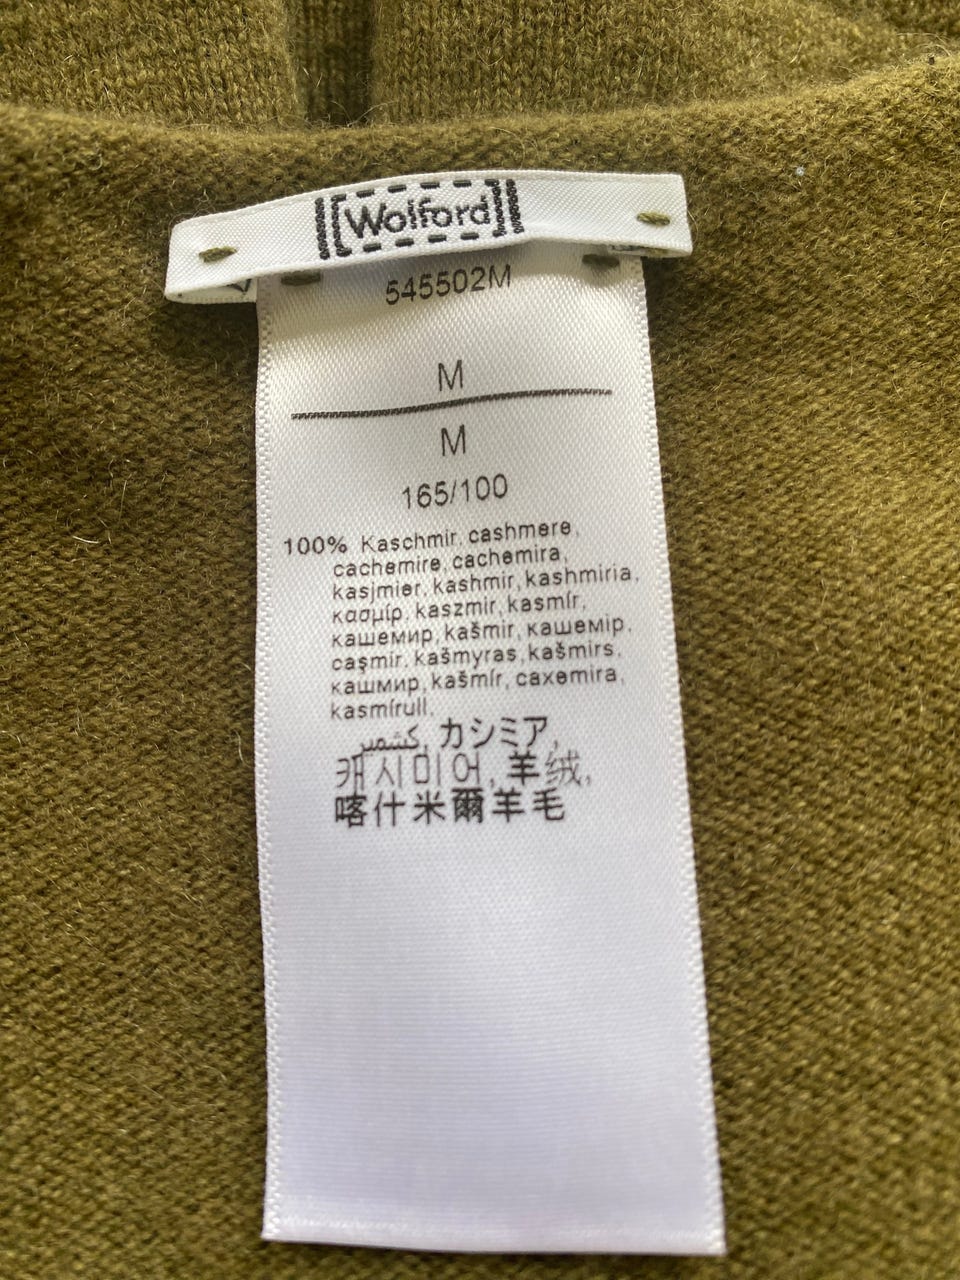 Wolford
545502M
M
M
165/100
100% Kaschmir, cashmere,
cachemire, cachemira,
kasjmier, kashmir, kashmiria,
κασμίρ, kaszmir, kasmír,
кашемир, kašmir, кашемір,
caşmir, kašmyras, kašmirs,
кашмир, kašmír, caxemira,
kasmírull,
كشمير, カシミア,
캐시미어, 羊绒,
喀什米爾羊毛